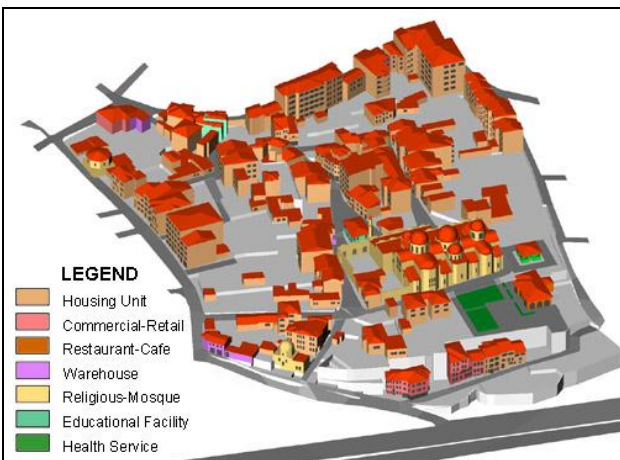 LEGEND
Housing Unit
Commercial-Retail
Restaurant-Cafe
Warehouse
Religious-Mosque
Educational Facility
Health Service